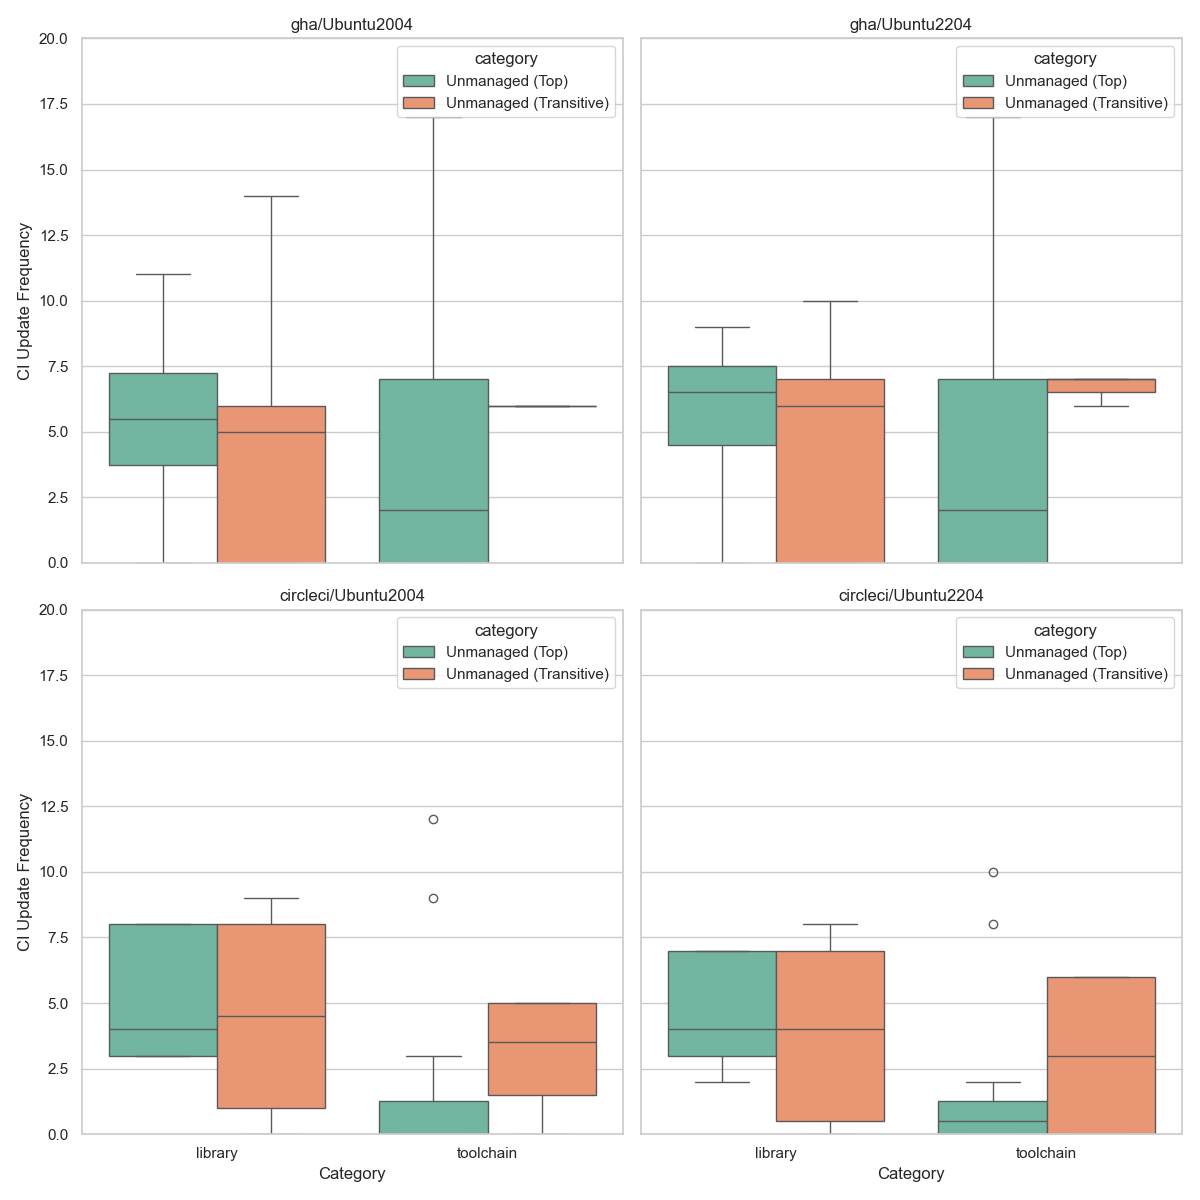 gha/Ubuntu2004
gha/Ubuntu2204
20.0
17.5
15.0
12.5
10.0
7.5
5.0
2.5
0.0
CI Update Frequency
category
Unmanaged (Top)
Unmanaged (Transitive)
category
Unmanaged (Top)
Unmanaged (Transitive)
circleci/Ubuntu2004
circleci/Ubuntu2204
20.0
17.5
15.0
12.5
10.0
7.5
5.0
2.5
0.0
CI Update Frequency
category
Unmanaged (Top)
Unmanaged (Transitive)
category
Unmanaged (Top)
Unmanaged (Transitive)
library
toolchain
library
toolchain
Category
Category